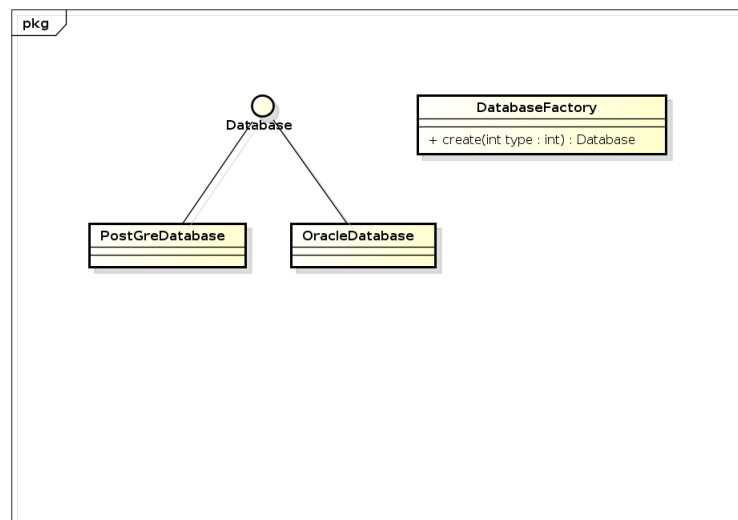 pkg
Database
DatabaseFactory
+ create(int type : int) : Database
PostGreDatabase
OracleDatabase